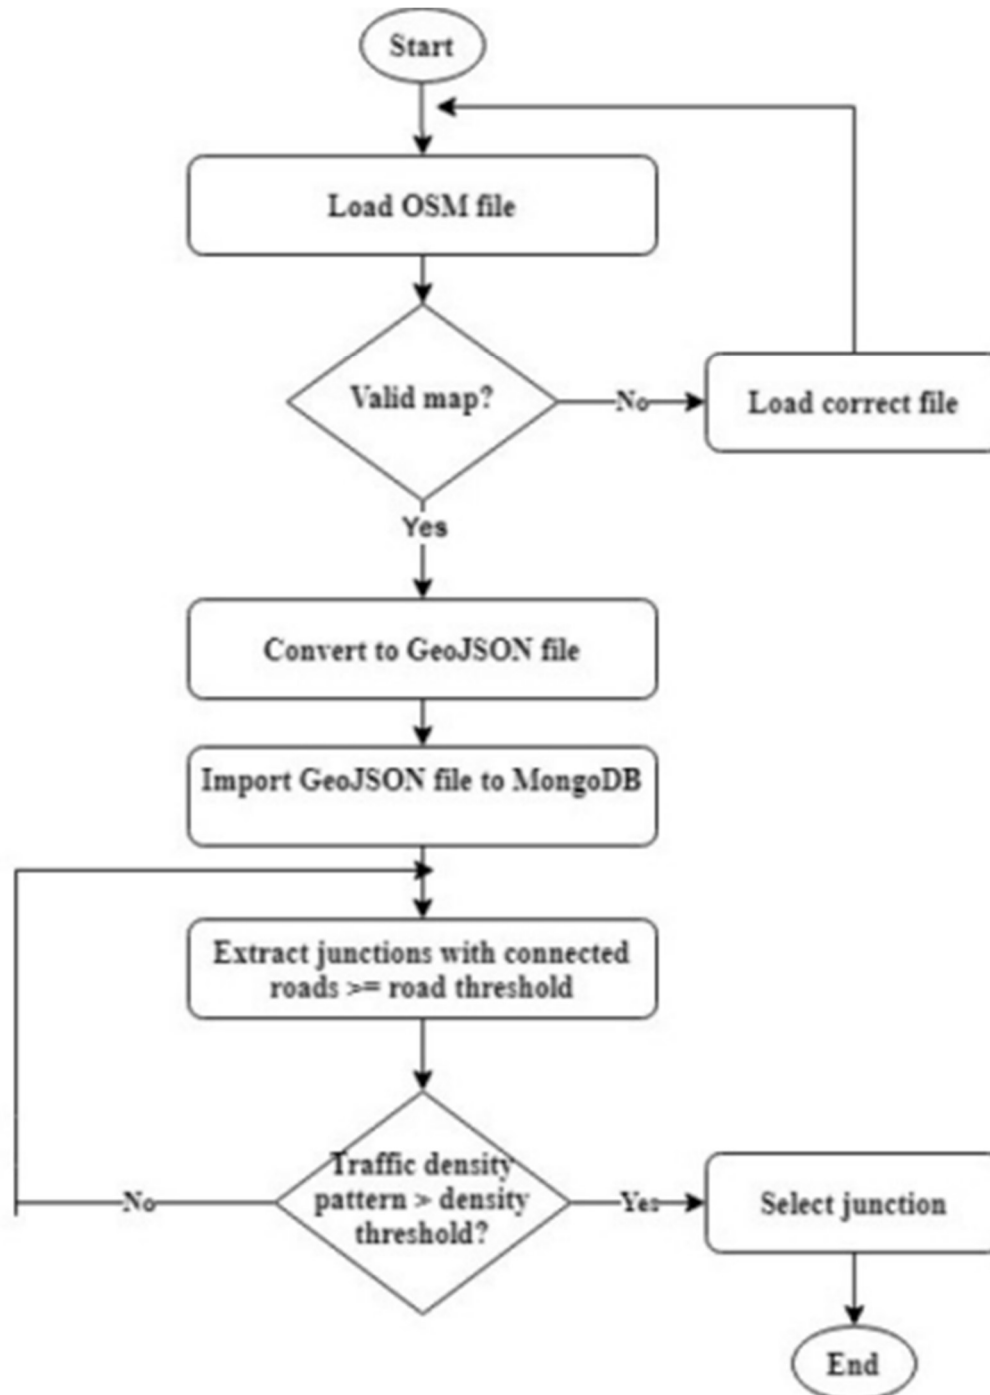 Start
Load OSM file
Valid map?
No
Load correct file
Yes
Convert to GeoJSON file
Import GeoJSON file to MongoDB
Extract junctions with connected
roads >= road threshold
Traffic density
pattern > density
threshold?
No
Yes
Select junction
End